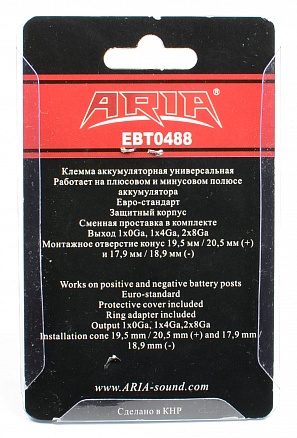 ARIA®
EBT0488
Клемма аккумуляторная универсальная
Работает на плюсовом и минусовом полюсе
аккумулятора
Евро-стандарт
Защитный корпус
Сменная проставка в комплекте
Выход 1x0Ga, 1x4Ga, 2x8Ga
Монтажное отверстие конус 19,5 мм / 20,5 мм (+)
и 17,9 мм / 18,9 мм (-)
Works on positive and negative battery posts
Euro-standard
Protective cover included
Ring adapter included
Output 1x0Ga, 1x4Ga,2x8Ga
Installation cone 19,5 mm / 20,5 mm (+) and 17,9 mm /
18,9 mm (-)
www.ARIA-sound.com
Сделано в КНР